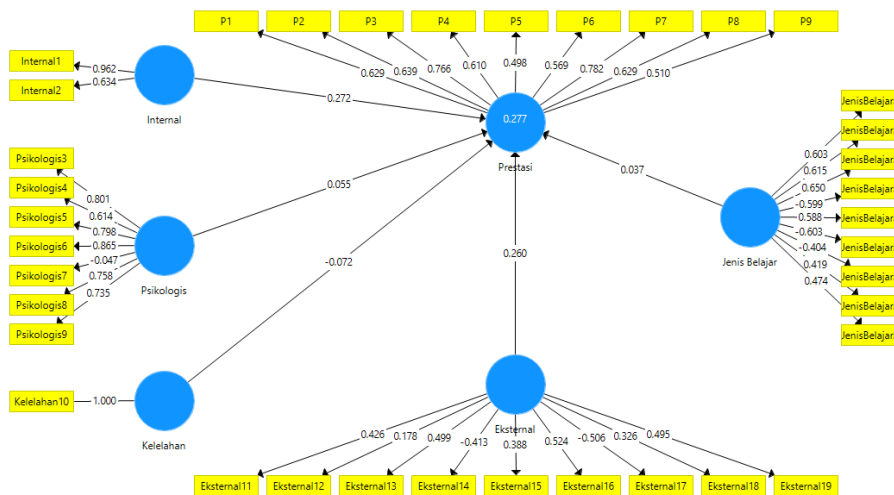 P1 P2 P3 P4 P5 P6 P7 P8 P9
0.629 0.639 0.766 0.610 0.498 0.569 0.782 0.629 0.510
Internal1
Internal2
0.962
0.634
Internal
0.272
0.277
Prestasi
Psikologis3
Psikologis4
Psikologis5
Psikologis6
Psikologis7
Psikologis8
Psikologis9
0.801
0.614
0.798
0.865
-0.047
0.758
0.735
Psikologis
0.055
Kelelahan10
1.000
Kelelahan
-0.072
0.260
0.037
Jenis Belajar
0.603
0.615
0.650
-0.599
0.588
-0.603
-0.404
0.419
0.474
JenisBelajar
JenisBelajar
JenisBelajar
JenisBelajar
JenisBelajar
JenisBelajar
JenisBelajar
JenisBelajar
JenisBelajar
Eksternal
0.426 0.178 0.499 -0.413 0.388 0.524 -0.506 0.326 0.495
Eksternal11 Eksternal12 Eksternal13 Eksternal14 Eksternal15 Eksternal16 Eksternal17 Eksternal18 Eksternal19